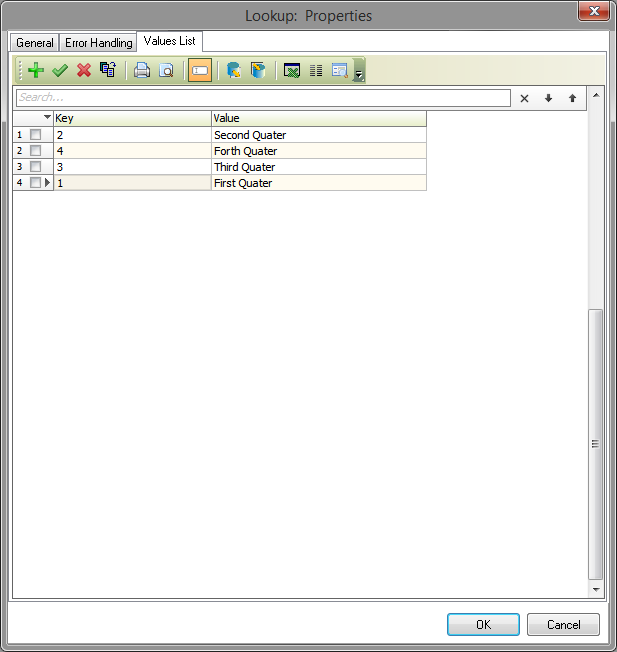 Lookup:  Properties
General Error Handling Values List
Search...
Key Value
1 2 Second Quater
2 4 Forth Quater
3 3 Third Quater
4 1 First Quater
OK Cancel